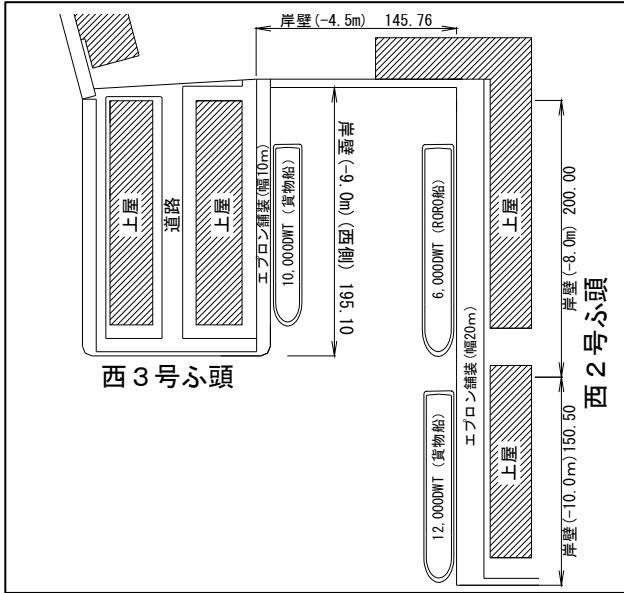 岸壁(-4.5m) 145.76
上屋
道路
上屋
エプロン舗装(幅10m)
10,000DWT (貨物船)
岸壁(-9.0m)(西側) 195.10
6,000DWT (RORO船)
上屋
岸壁(-8.0m) 200.00
西2号ふ頭
西3号ふ頭
エプロン舗装(幅20m)
12,000DWT (貨物船)
上屋
岸壁(-10.0m)150.50